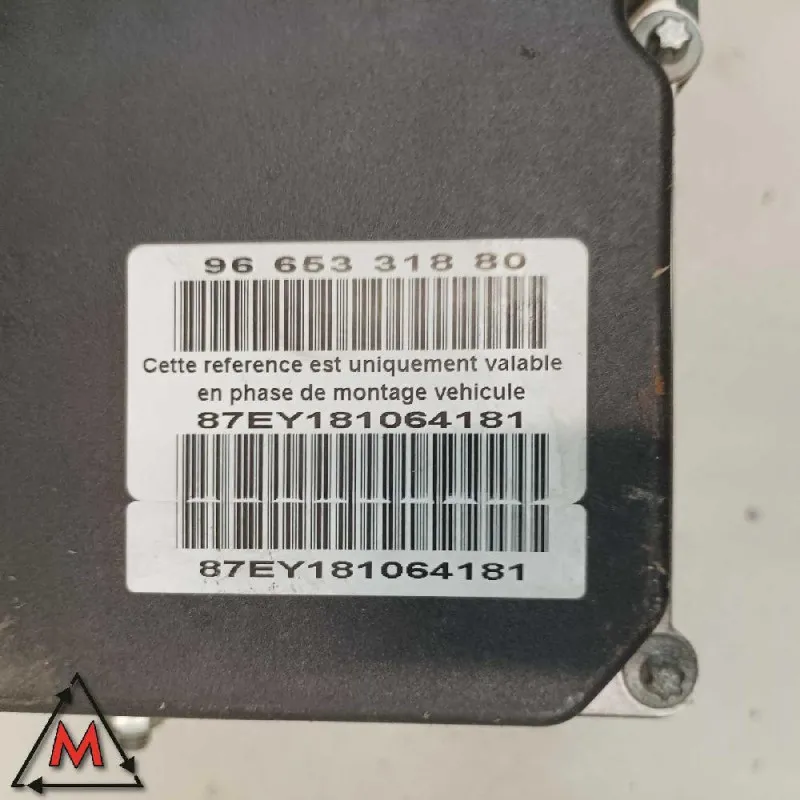 96 653 318 80
Cette reference est uniquement valable
en phase de montage vehicule
87EY181064181
87EY181064181
M